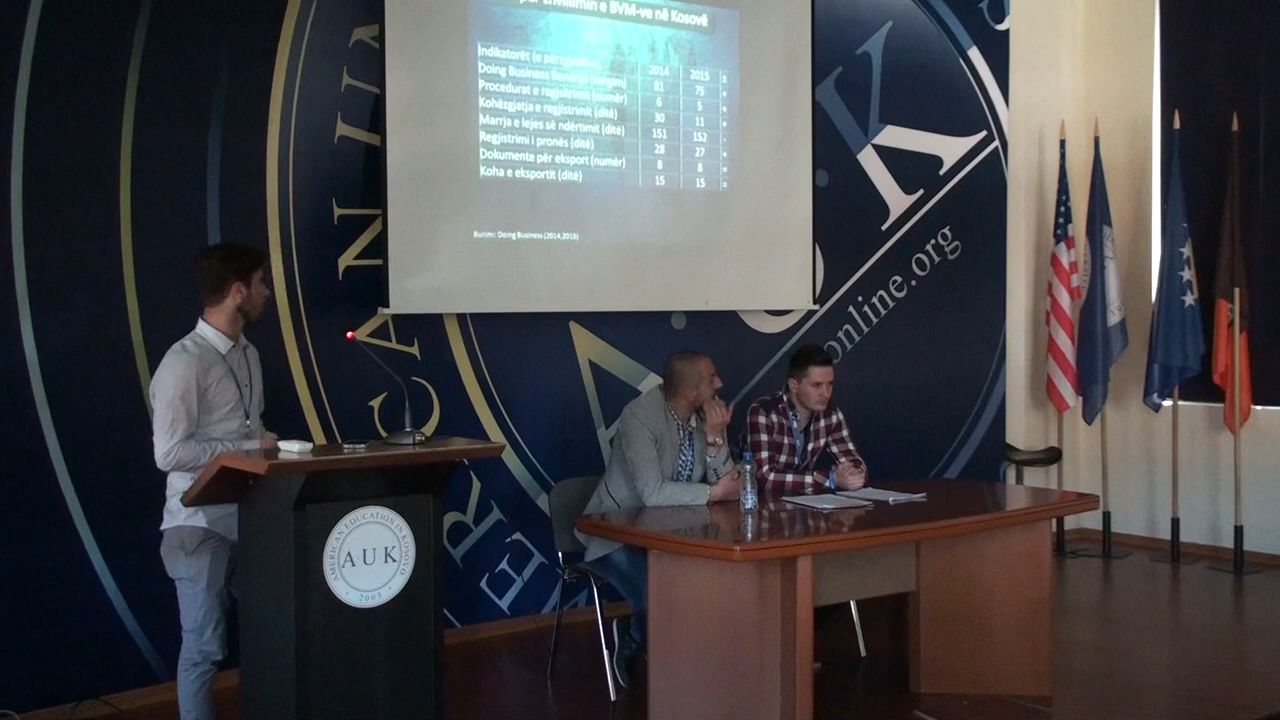 për zhvillimin e BVM-ve në Kosovë
Indikatorët (e përzgjedhur) 2014 2015 ±
Doing Business Renditja 81 75 +
Procedurat e regjistrimit (numër) 6 5 +
Kohëzgjatja e regjistrimit (ditë) 30 11 +
Marrja e lejes së ndërtimit (ditë) 151 152
Regjistrimi i pronës (ditë) 28 27 +
Dokumente për eksport (numër) 8 8 =
Koha e eksportit (ditë) 15 15 =
Burimi: Doing Business (2014,2015)
online.org
AMERICAN EDUCATION IN KOSOVO
AUK
2003